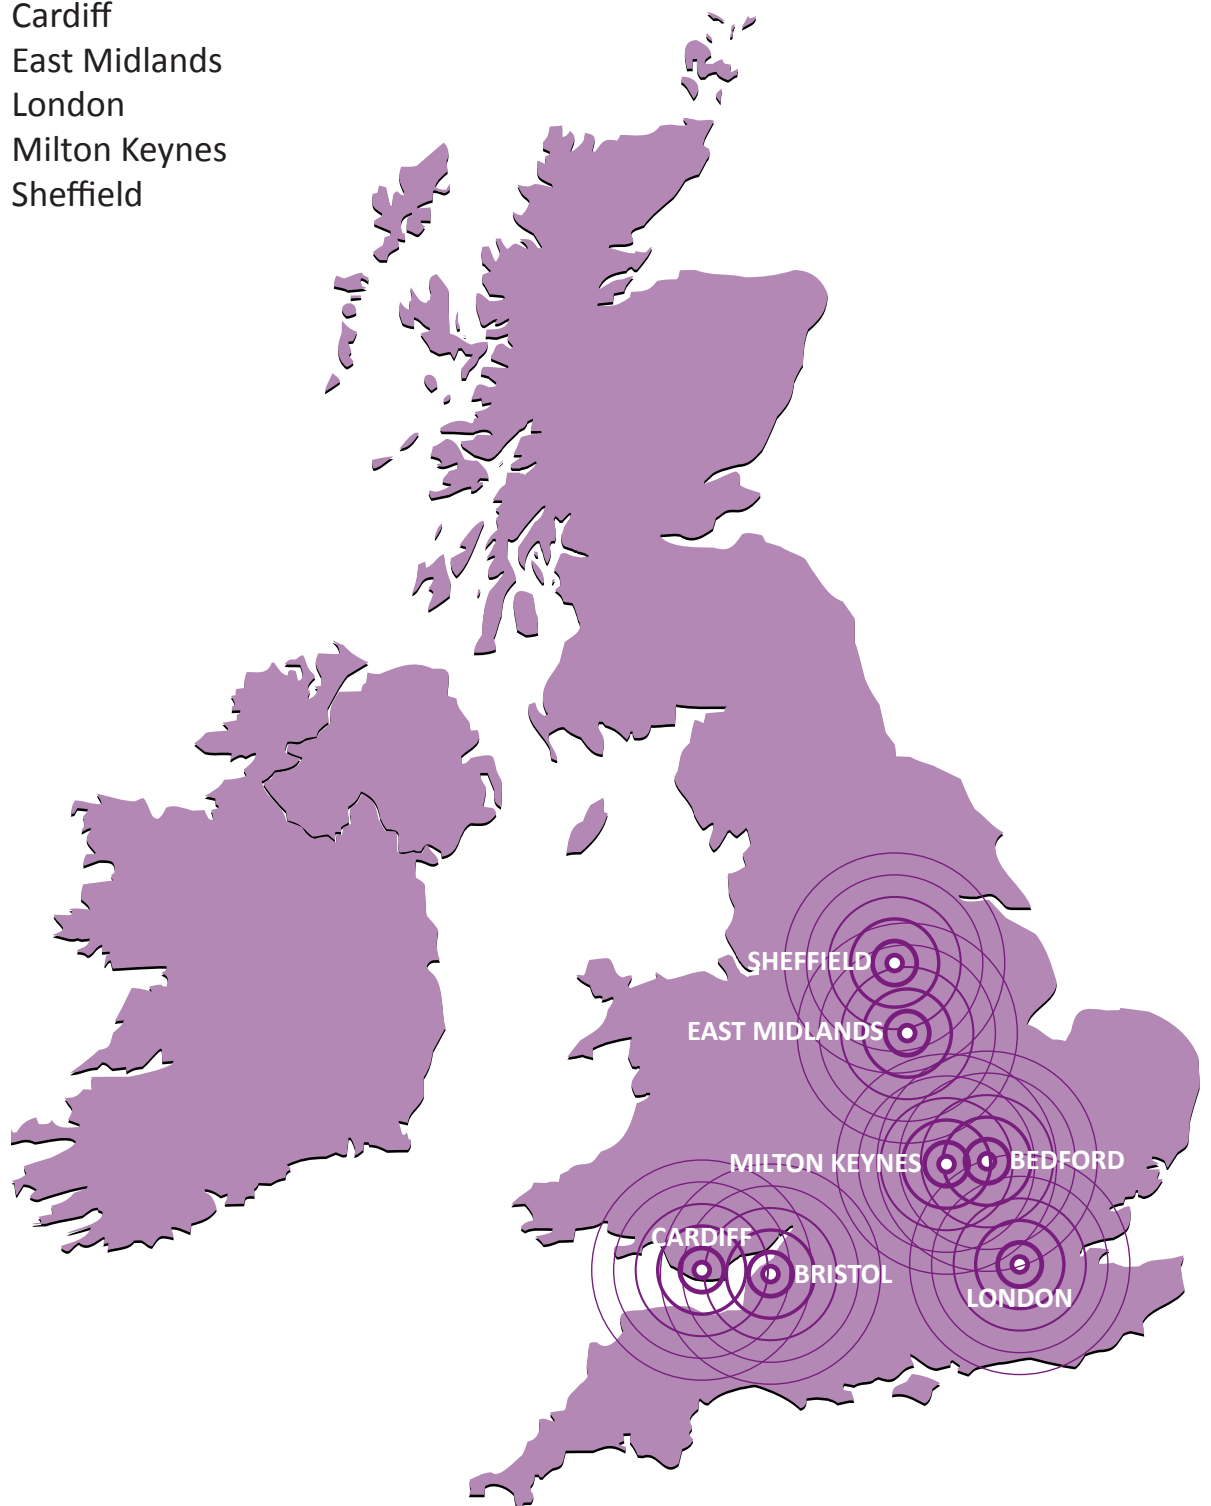 Cardiff
East Midlands
London
Milton Keynes
Sheffield
SHEFFIELD
EAST MIDLANDS
MILTON KEYNES
BEDFORD
CARDIFF
BRISTOL
LONDON